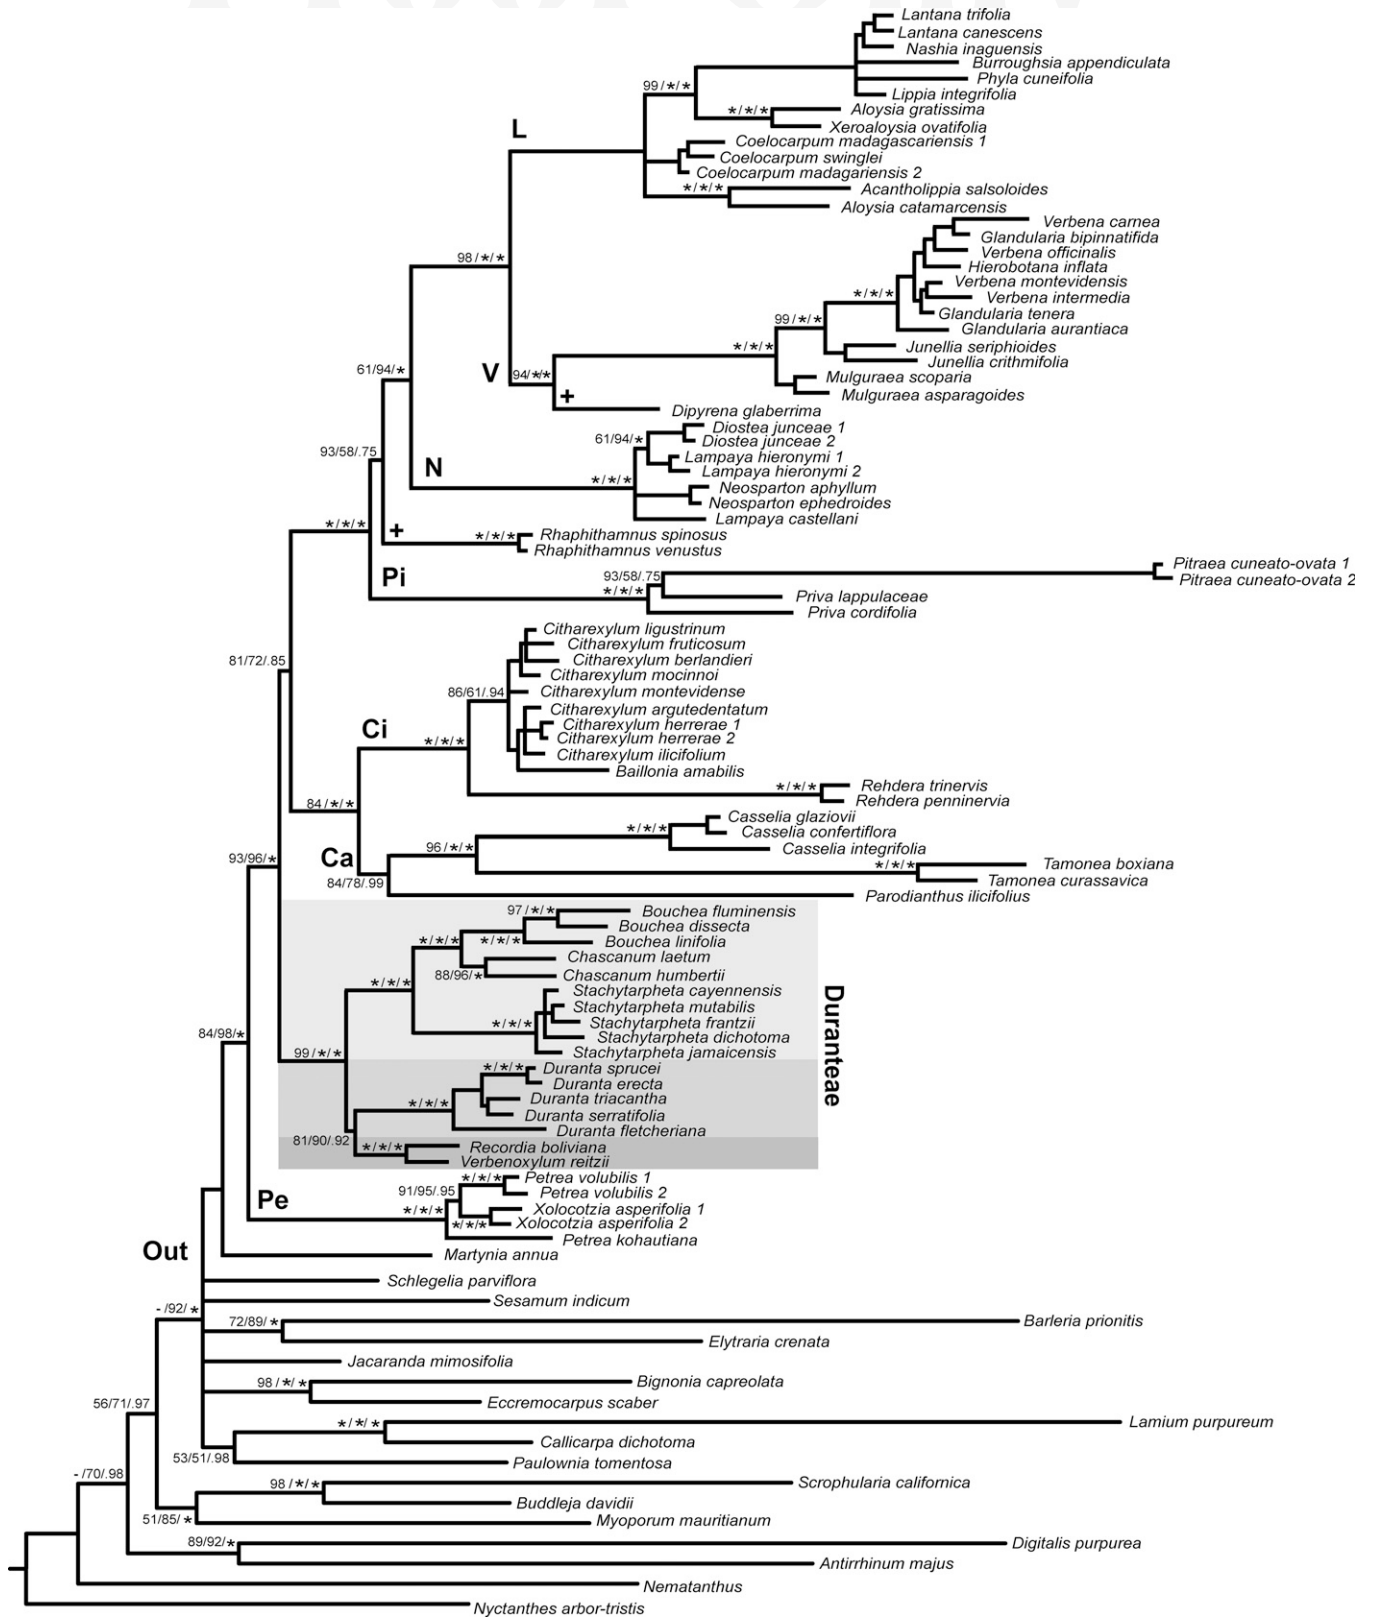 Lantana trifolia
Lantana canescens
Nashia inaguensis
Burroughsia appendiculata
Phyla cuneifolia
99/*/*
Lippia integrifolia
*/*/*
Aloysia gratissima
Xeroaloysia ovatifolia
L
Coelocarpum madagascariensis 1
Coelocarpum swinglei
Coelocarpum madagariensis 2
*/*/*
Acantholippia salsoloides
Aloysia catamarcensis
Verbena carnea
Glandularia bipinnatifida
Verbena officinalis
98/*/*
Hierobotana inflata
Verbena montevidensis
*/*/*
Verbena intermedia
Glandularia tenera
99/*/*
Glandularia aurantiaca
*/*/*
Junellia seriphioides
Junellia crithmifolia
61/94/*
V
94/*/*
Mulguraea scoparia
+
Mulguraea asparagoides
Dipyrena glaberrima
Diostea junceae 1
61/94/*
Diostea junceae 2
93/58/.75
Lampaya hieronymi 1
N
Lampaya hieronymi 2
*/*/*
Neosparton aphyllum
Neosparton ephedroides
Lampaya castellani
*/*/*
+
*/*/*
Rhaphithamnus spinosus
Rhaphithamnus venustus
Pitraea cuneato-ovata 1
Pi
93/58/.75
Pitraea cuneato-ovata 2
*/*/*
Priva lappulaceae
Priva cordifolia
Citharexylum ligustrinum
Citharexylum fruticosum
81/72/.85
Citharexylum berlandieri
Citharexylum mocinnoi
86/61/.94
Citharexylum montevidense
Citharexylum argutedentatum
Ci
Citharexylum herrerae 1
*/*/*
Citharexylum herrerae 2
Citharexylum ilicifolium
Baillonia amabilis
*/*/*
Rehdera trinervis
84/*/*
Rehdera penninervia
Casselia glaziovii
*/*/*
Casselia confertiflora
96/*/*
Casselia integrifolia
93/96/*
Ca
*/*/*
Tamonea boxiana
84/78/.99
Tamonea curassavica
Parodianthus ilicifolius
97/*/*
Bouchea fluminensis
Bouchea dissecta
*/*/*
*/*/*
Bouchea linifolia
Chascanum laetum
88/96/*
Chascanum humbertii
*/*/*
Stachytarpheta cayennensis
Stachytarpheta mutabilis
*/*/*
Stachytarpheta frantzii
84/98/*
Stachytarpheta dichotoma
99/*/*
Stachytarpheta jamaicensis
Duranteae
*/*/*
Duranta sprucei
Duranta erecta
*/*/*
Duranta triacantha
Duranta serratifolia
Duranta fletcheriana
81/90/.92
*/*/*
Recordia boliviana
Verbenoxylum reitzii
*/*/*
Petrea volubilis 1
91/95/.95
Petrea volubilis 2
Pe
*/*/*
Xolocotzia asperifolia 1
*/*/*
Xolocotzia asperifolia 2
Petrea kohautiana
Out
Martynia annua
Schlegelia parviflora
Sesamum indicum
- /92/ *
72/89/ *
Barleria prionitis
Elytraria crenata
Jacaranda mimosifolia
98 / */ *
Bignonia capreolata
56/71/.97
Eccremocarpus scaber
*/ */ *
Lamium purpureum
Callicarpa dichotoma
53/51/.98
Paulownia tomentosa
- /70/.98
98 / */ *
Scrophularia californica
Buddleja davidii
51/85/ *
Myoporum mauritianum
89/92/*
Digitalis purpurea
Antirrhinum majus
Nematanthus
Nyctanthes arbor-tristis